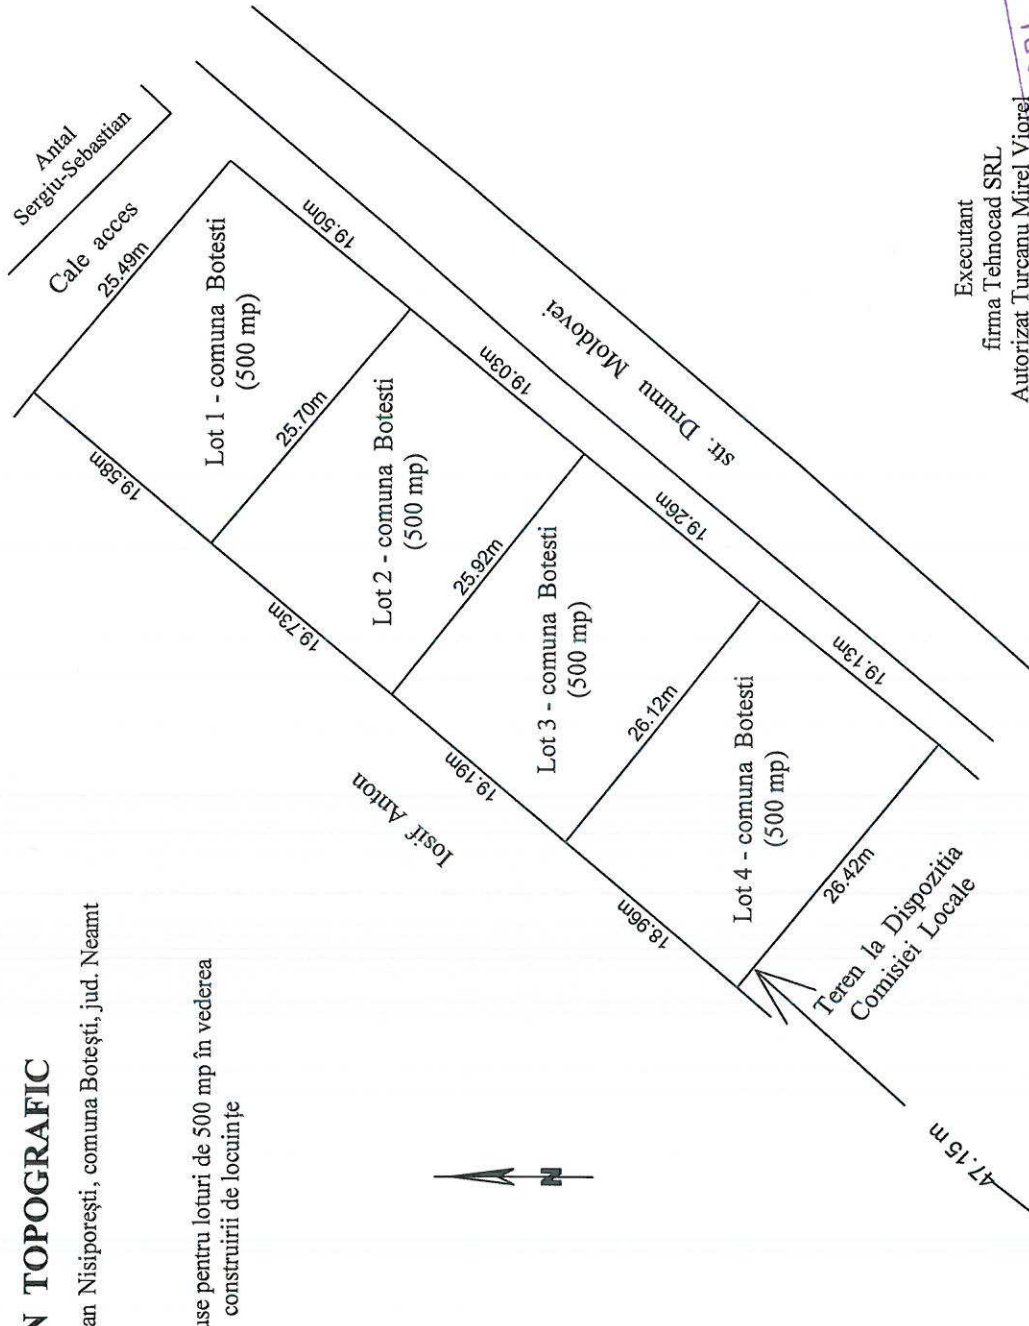 N TOPOGRAFIC
an Nisiporești, comuna Botești, jud. Neamt
use pentru loturi de 500 mp în vederea
construirii de locuințe
N
Antal
Sergiu-Sebastian
Cale acces
25.49m
19.58m
Lot 1 - comuna Botesti
(500 mp)
19.50m
25.70m
19.73m
Lot 2 - comuna Botesti
(500 mp)
19.03m
25.92m
19.19m
Lot 3 - comuna Botesti
(500 mp)
19.26m
26.12m
18.96m
Lot 4 - comuna Botesti
(500 mp)
19.13m
26.42m
Iosif Anton
str. Drumu Moldovei
Teren la Dispozitia
Comisiei Locale
47.15 m
Executant
firma Tehnocad SRL
Autorizat Turcanu Mirel Viorel